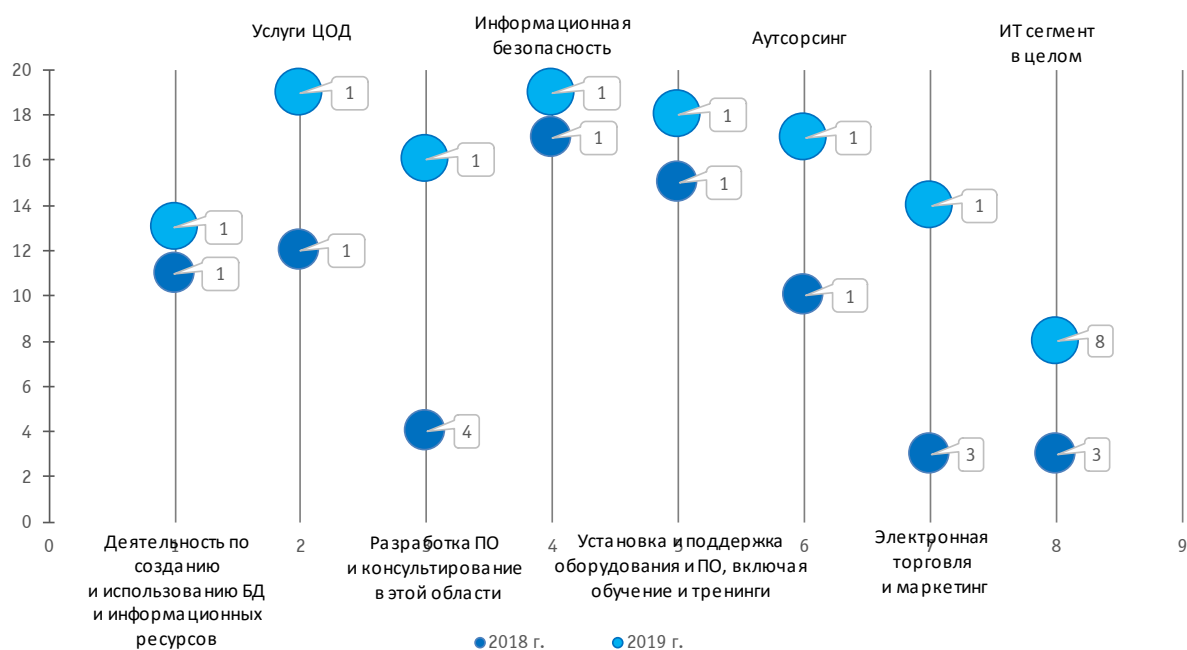 Услуги ЦОД
Информационная
безопасность
Аутсорсинг
ИТ сегмент
в целом
20
18
16
14
12
10
8
6
4
2
0
1
1
1
1
1
4
1
1
1
1
1
1
1
3
8
3
0
1
2
3
4
5
6
7
8
9
Деятельность по
созданию
и использованию БД
и информационных
ресурсов
Разработка ПО
и консультирование
в этой области
Установка и поддержка
оборудования и ПО, включая
обучение и тренинги
Электронная
торговля
и маркетинг
2018 г.
2019 г.